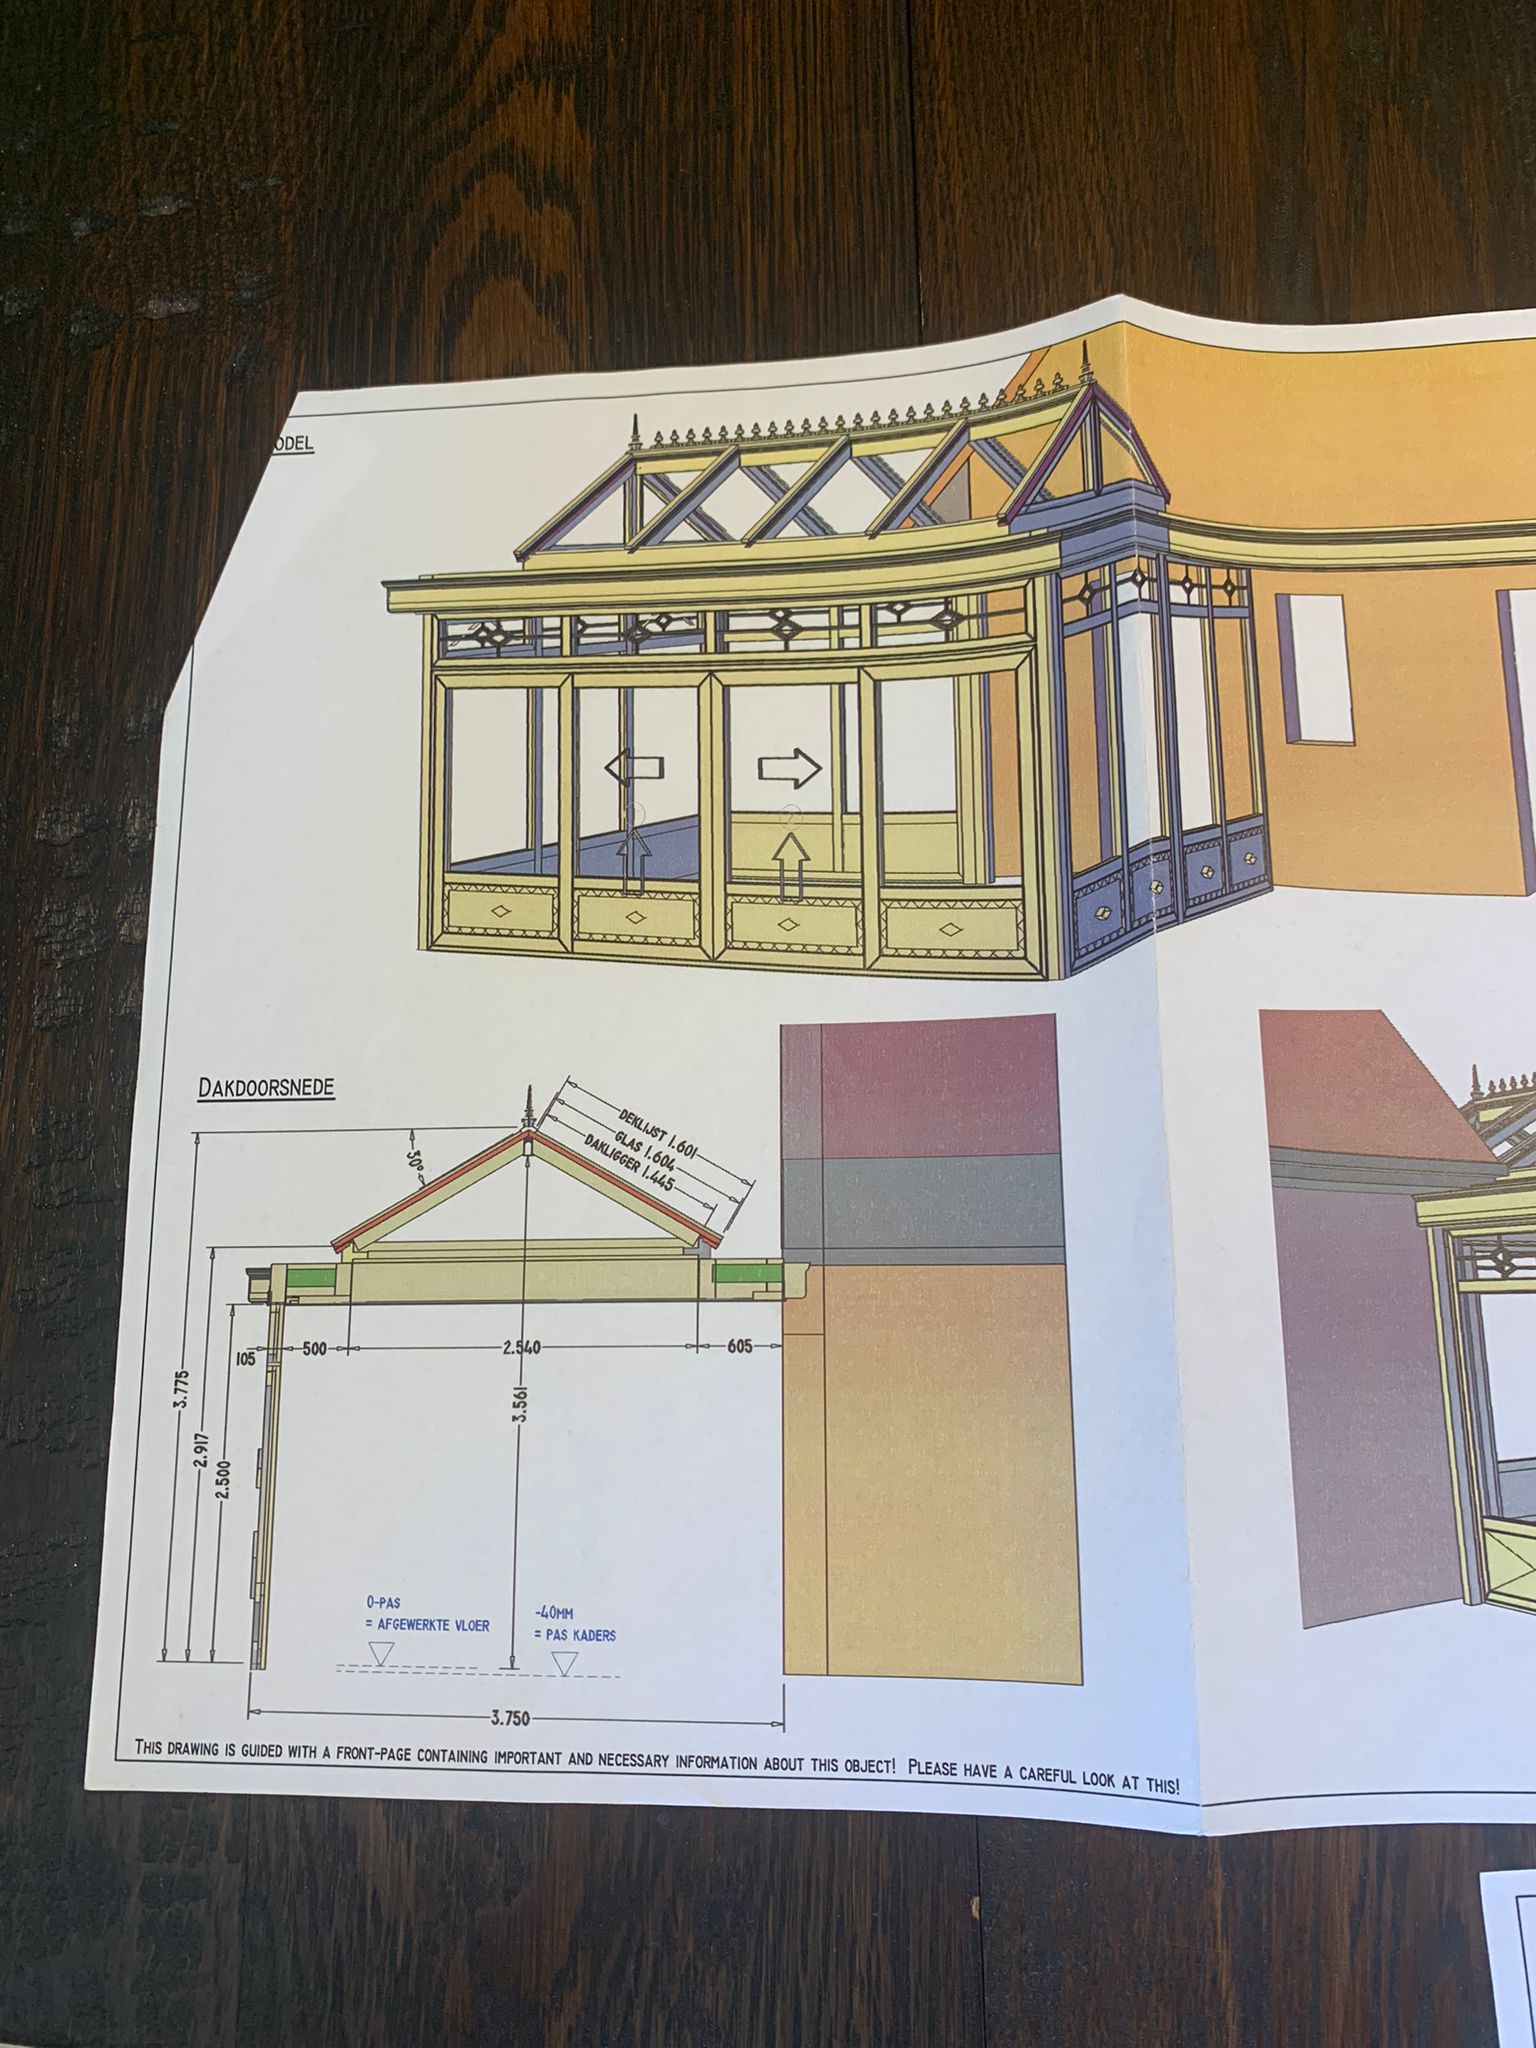 ODEL
DAKDOORSNEDE
DEKLIJST 1.601
GLAS 1.604
DAKLIGGER 1.445
30°
105
500
2.540
605
3.775
2.917
2.500
3.561
O-PAS
= AFGEWERKTE VLOER
-40MM
= PAS KADERS
3.750
THIS DRAWING IS GUIDED WITH A FRONT-PAGE CONTAINING IMPORTANT AND NECESSARY INFORMATION ABOUT THIS OBJECT! PLEASE HAVE A CAREFUL LOOK AT THIS!